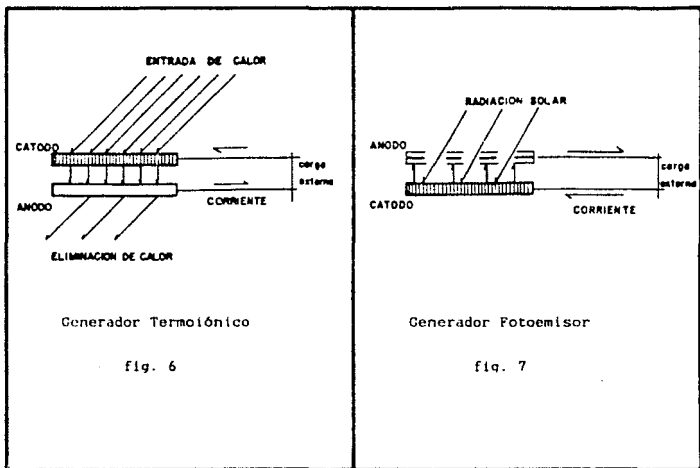 ENTRADA DE CALOR
CATODO
carga
externa
ANODO
CORRIENTE
ELIMINACION DE CALOR
Generador Termoiónico
fig. 6
RADIACION SOLAR
ANODO
carga
externa
CATODO
CORRIENTE
Generador Fotoemisor
fig. 7